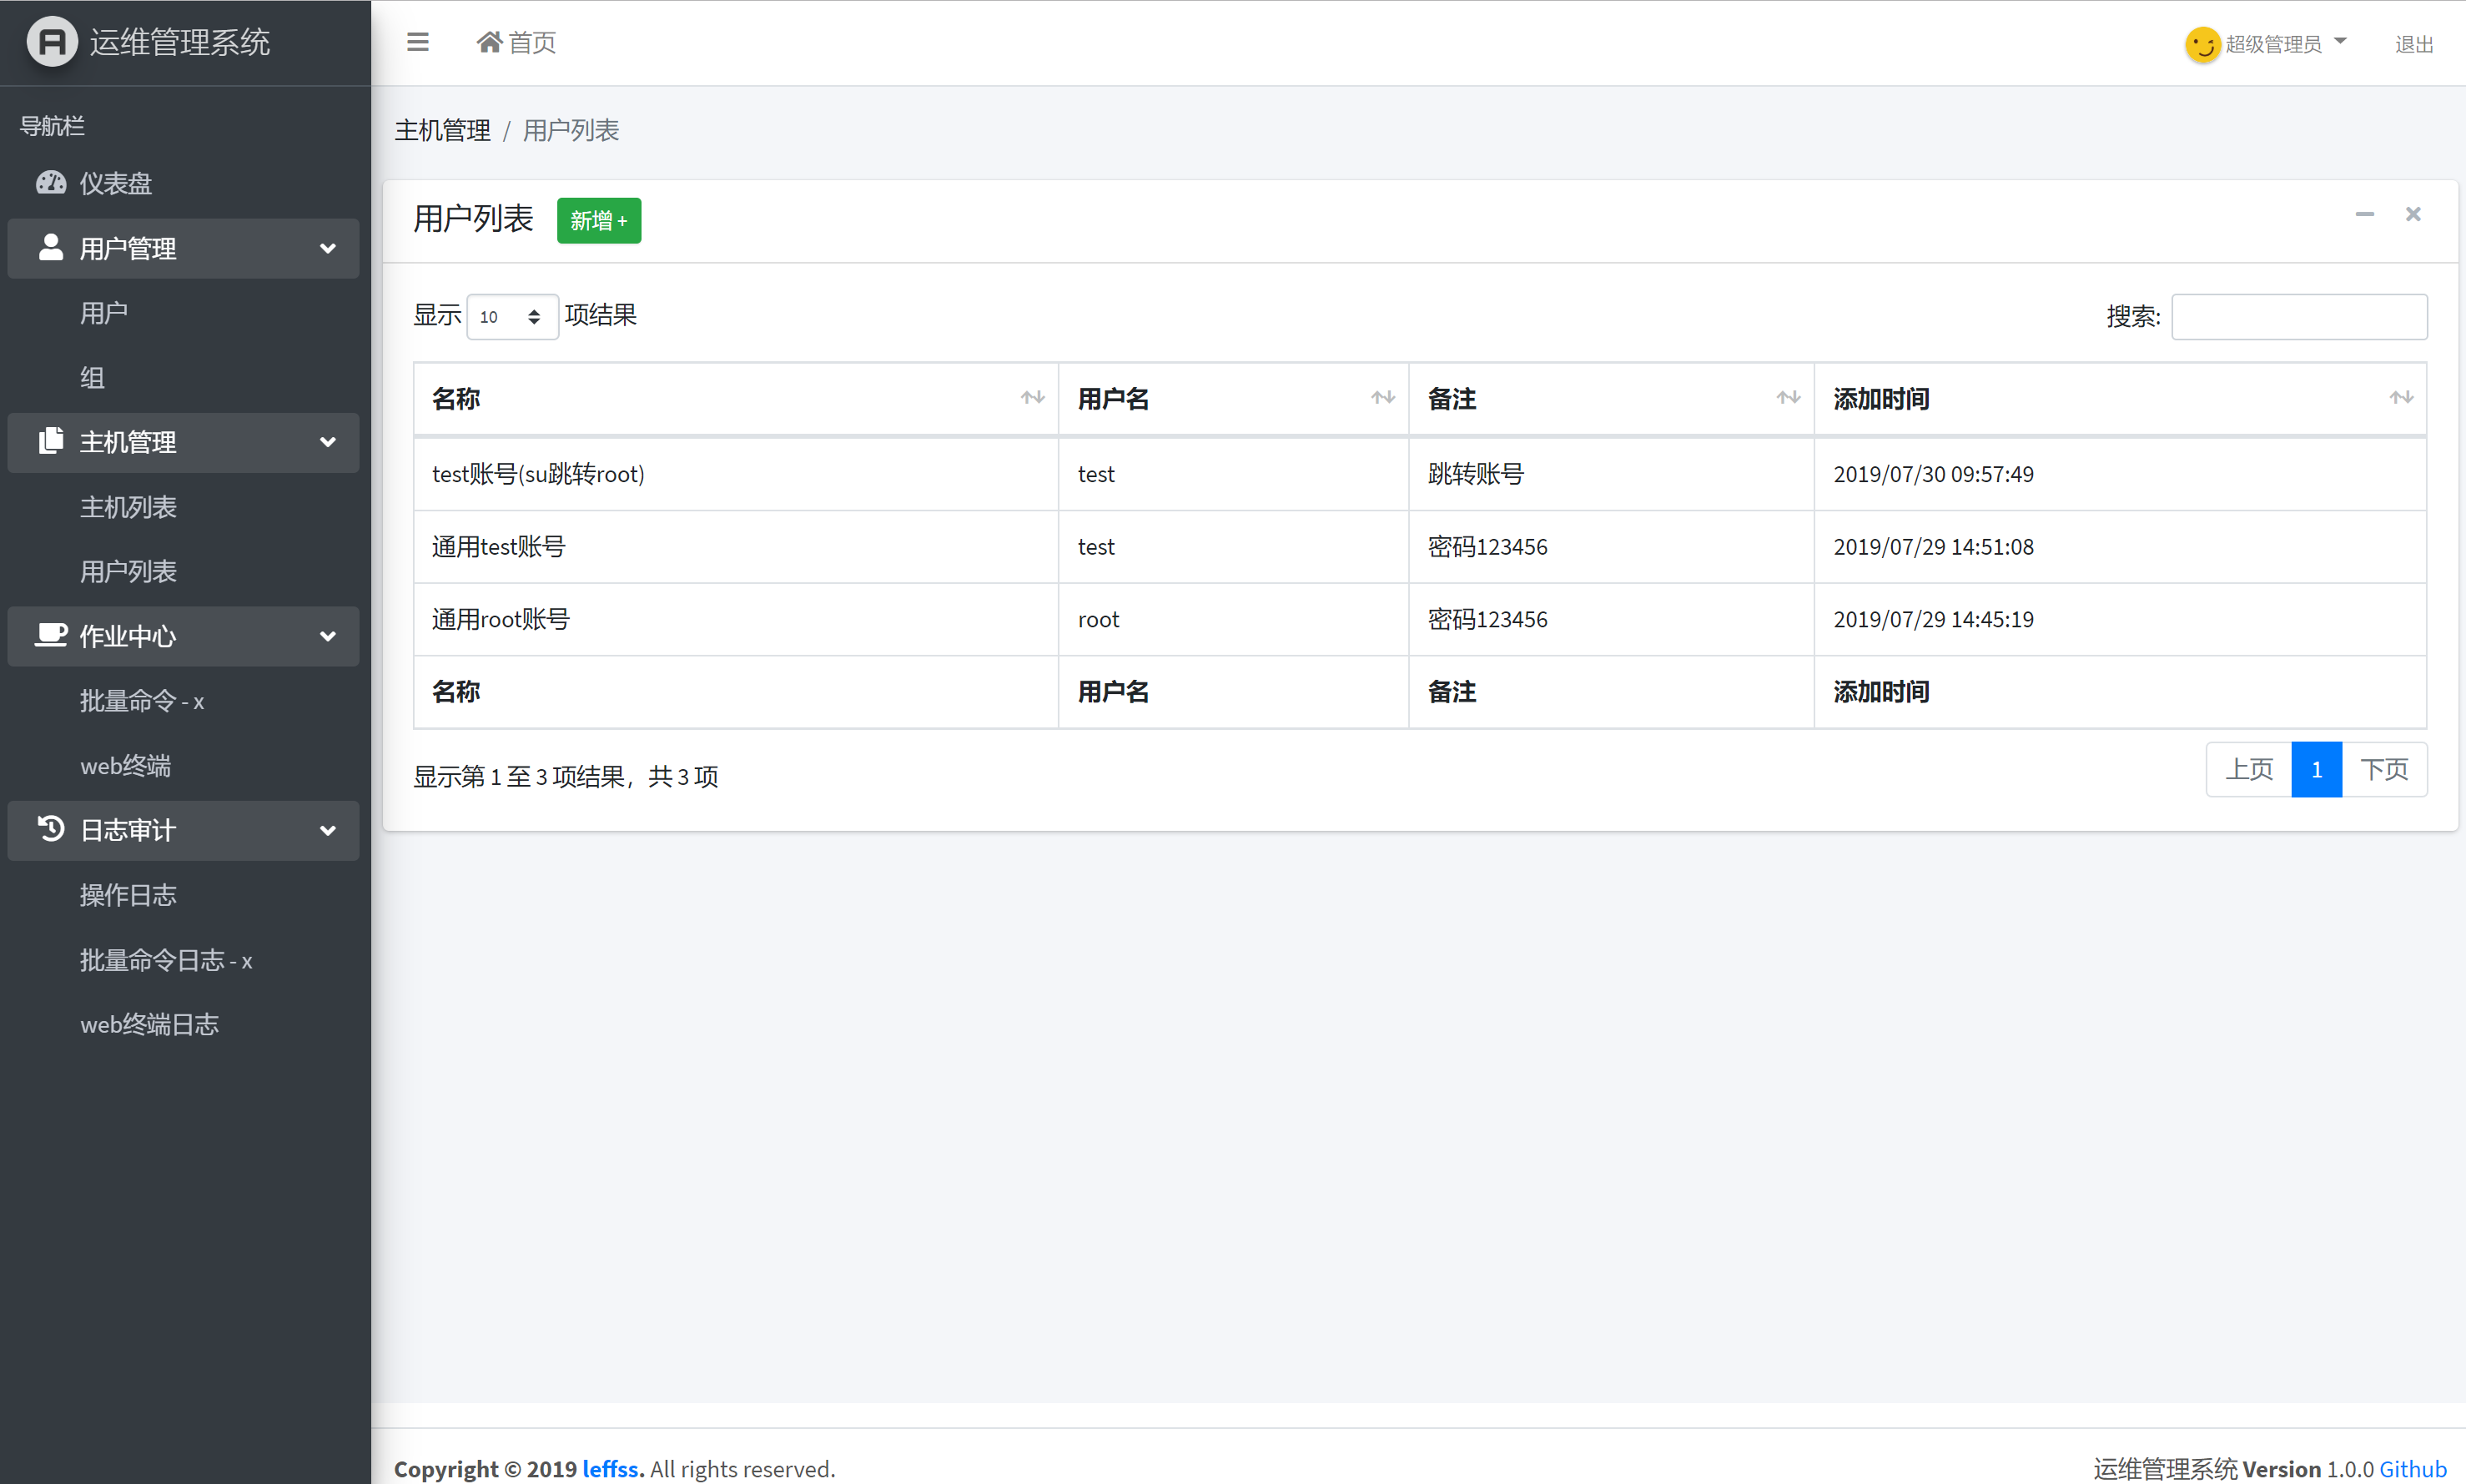 运维管理系统
首页
超级管理员
退出
导航栏
仪表盘
用户管理
用户
组
主机管理
主机列表
用户列表
作业中心
批量命令 - x
web终端
日志审计
操作日志
批量命令日志 - x
web终端日志
主机管理 / 用户列表
用户列表 新增 +
显示 10 项结果
搜索:
名称 用户名 备注 添加时间
test账号(su跳转root) test 跳转账号 2019/07/30 09:57:49
通用test账号 test 密码123456 2019/07/29 14:51:08
通用root账号 root 密码123456 2019/07/29 14:45:19
名称 用户名 备注 添加时间
显示第 1 至 3 项结果，共 3 项
上页 1 下页
Copyright © 2019 leffss. All rights reserved.
运维管理系统 Version 1.0.0 Github